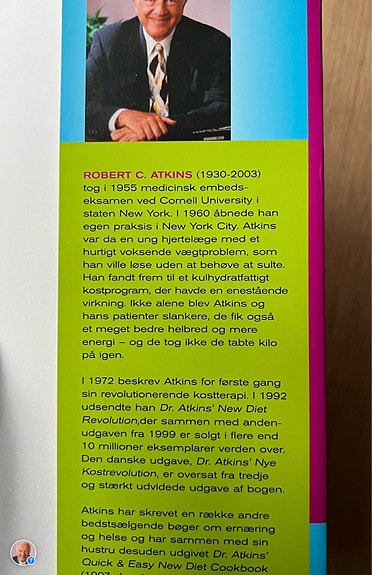 ROBERT C. ATKINS (1930-2003)
tog i 1955 medicinsk embeds-
eksamen ved Cornell University i
staten New York. I 1960 åbnede han
egen praksis i New York City. Atkins
var da en ung hjertelæge med et
hurtigt voksende vægtproblem, som
han ville løse uden at behøve at sulte.
Han fandt frem til et kulhydratfattigt
kostprogram, der havde en enestående
virkning. Ikke alene blev Atkins og
hans patienter slankere, de fik også
et meget bedre helbred og mere
energi – og de tog ikke de tabte kilo
på igen.
I 1972 beskrev Atkins for første gang
sin revolutionerende kostterapi. I 1992
udsendte han Dr. Atkins' New Diet
Revolution,der sammen med anden-
udgaven fra 1999 er solgt i flere end
10 millioner eksemplarer verden over.
Den danske udgave, Dr. Atkins' Nye
Kostrevolution, er oversat fra tredje
og stærkt udvidede udgave af bogen.
Atkins har skrevet en række andre
bedstsælgende bøger om ernæring
og helse og har sammen med sin
hustru desuden udgivet Dr. Atkins'
Quick & Easy New Diet Cookbook